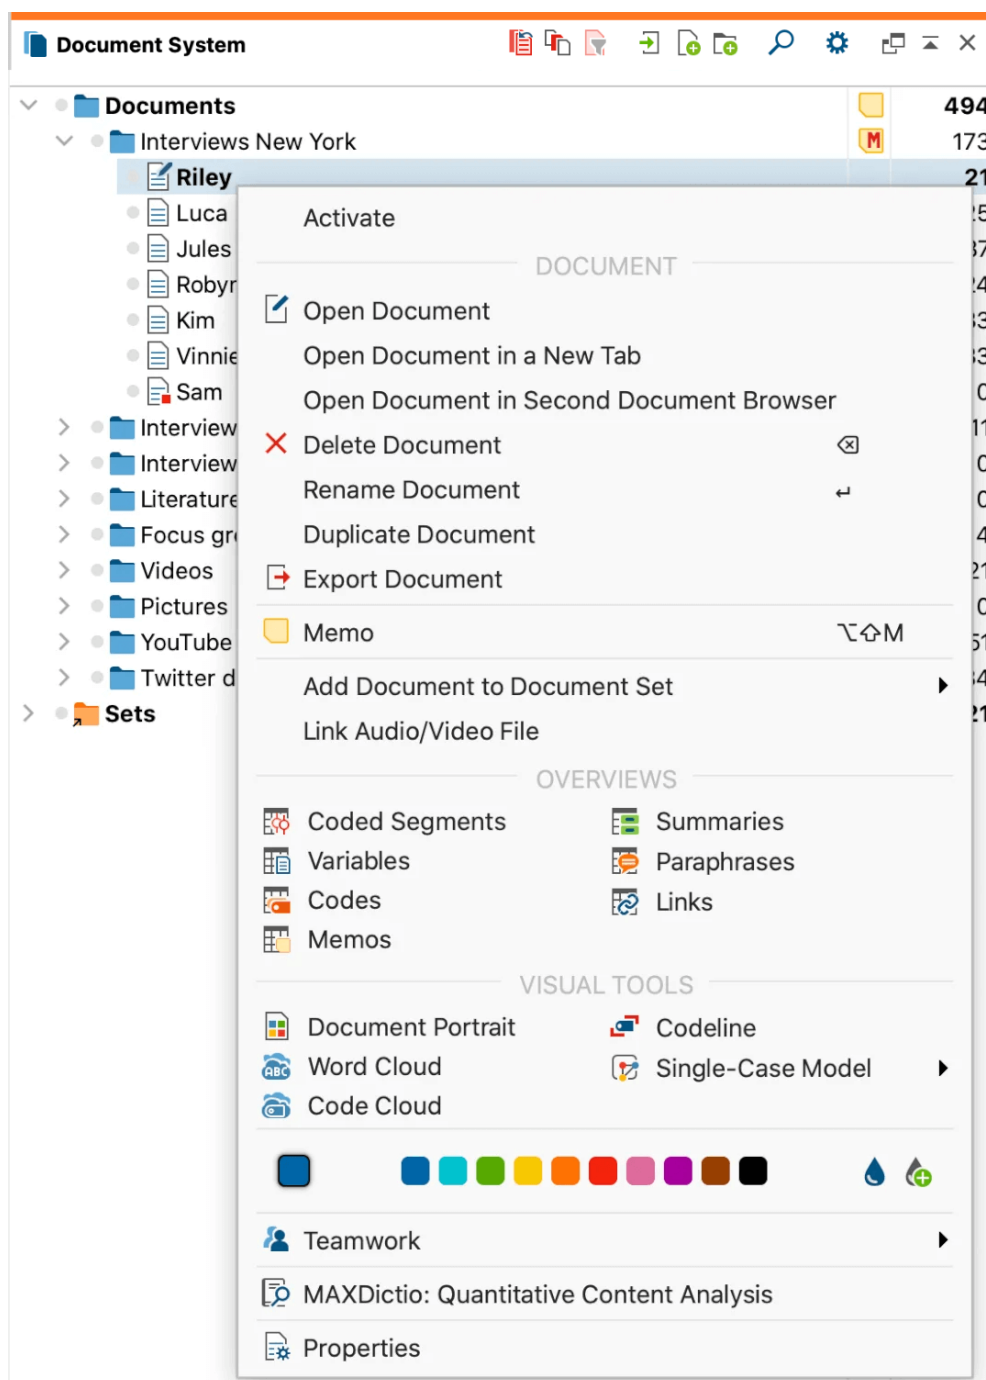 Document System
Documents 494
Interviews New York M 173
Riley 21
Luca
Jules
Kim
Sam
Literature
Videos
Pictures
YouTube
Twitter
Sets
Activate
DOCUMENT
Open Document
Open Document in a New Tab
Open Document in Second Document Browser
Delete Document ⌫
Rename Document ↵
Duplicate Document
Export Document
Memo ⌥⇧M
Add Document to Document Set
Link Audio/Video File
OVERVIEWS
Coded Segments Summaries
Variables Paraphrases
Codes Links
Memos
VISUAL TOOLS
Document Portrait Codeline
ABC Word Cloud Single-Case Model
Code Cloud
Teamwork
MAXDictio: Quantitative Content Analysis
Properties